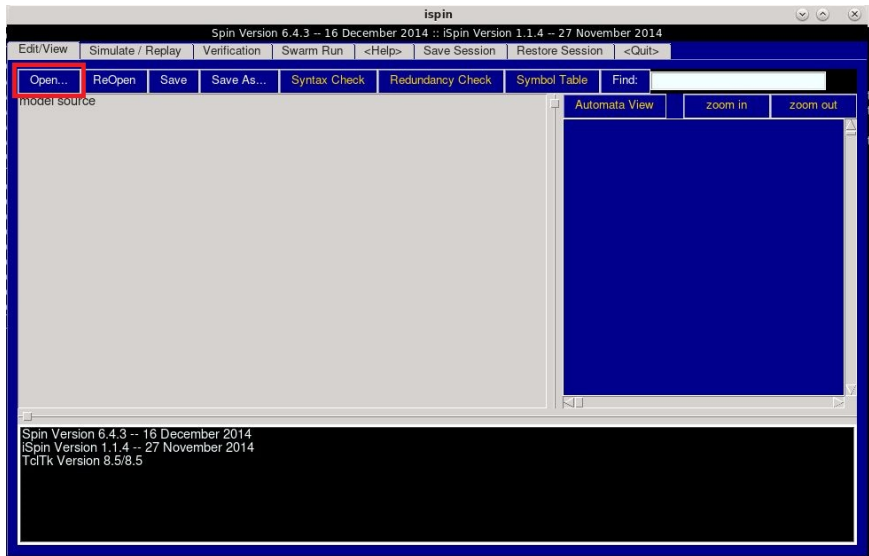 ispin
Spin Version 6.4.3 -- 16 December 2014 :: iSpin Version 1.1.4 -- 27 November 2014
Edit/View Simulate / Replay Verification Swarm Run <Help> Save Session Restore Session <Quit>
Open... ReOpen Save Save As... Syntax Check Redundancy Check Symbol Table Find:
model source
Automata View zoom in zoom out
Spin Version 6.4.3 -- 16 December 2014
iSpin Version 1.1.4 -- 27 November 2014
TclTk Version 8.5/8.5